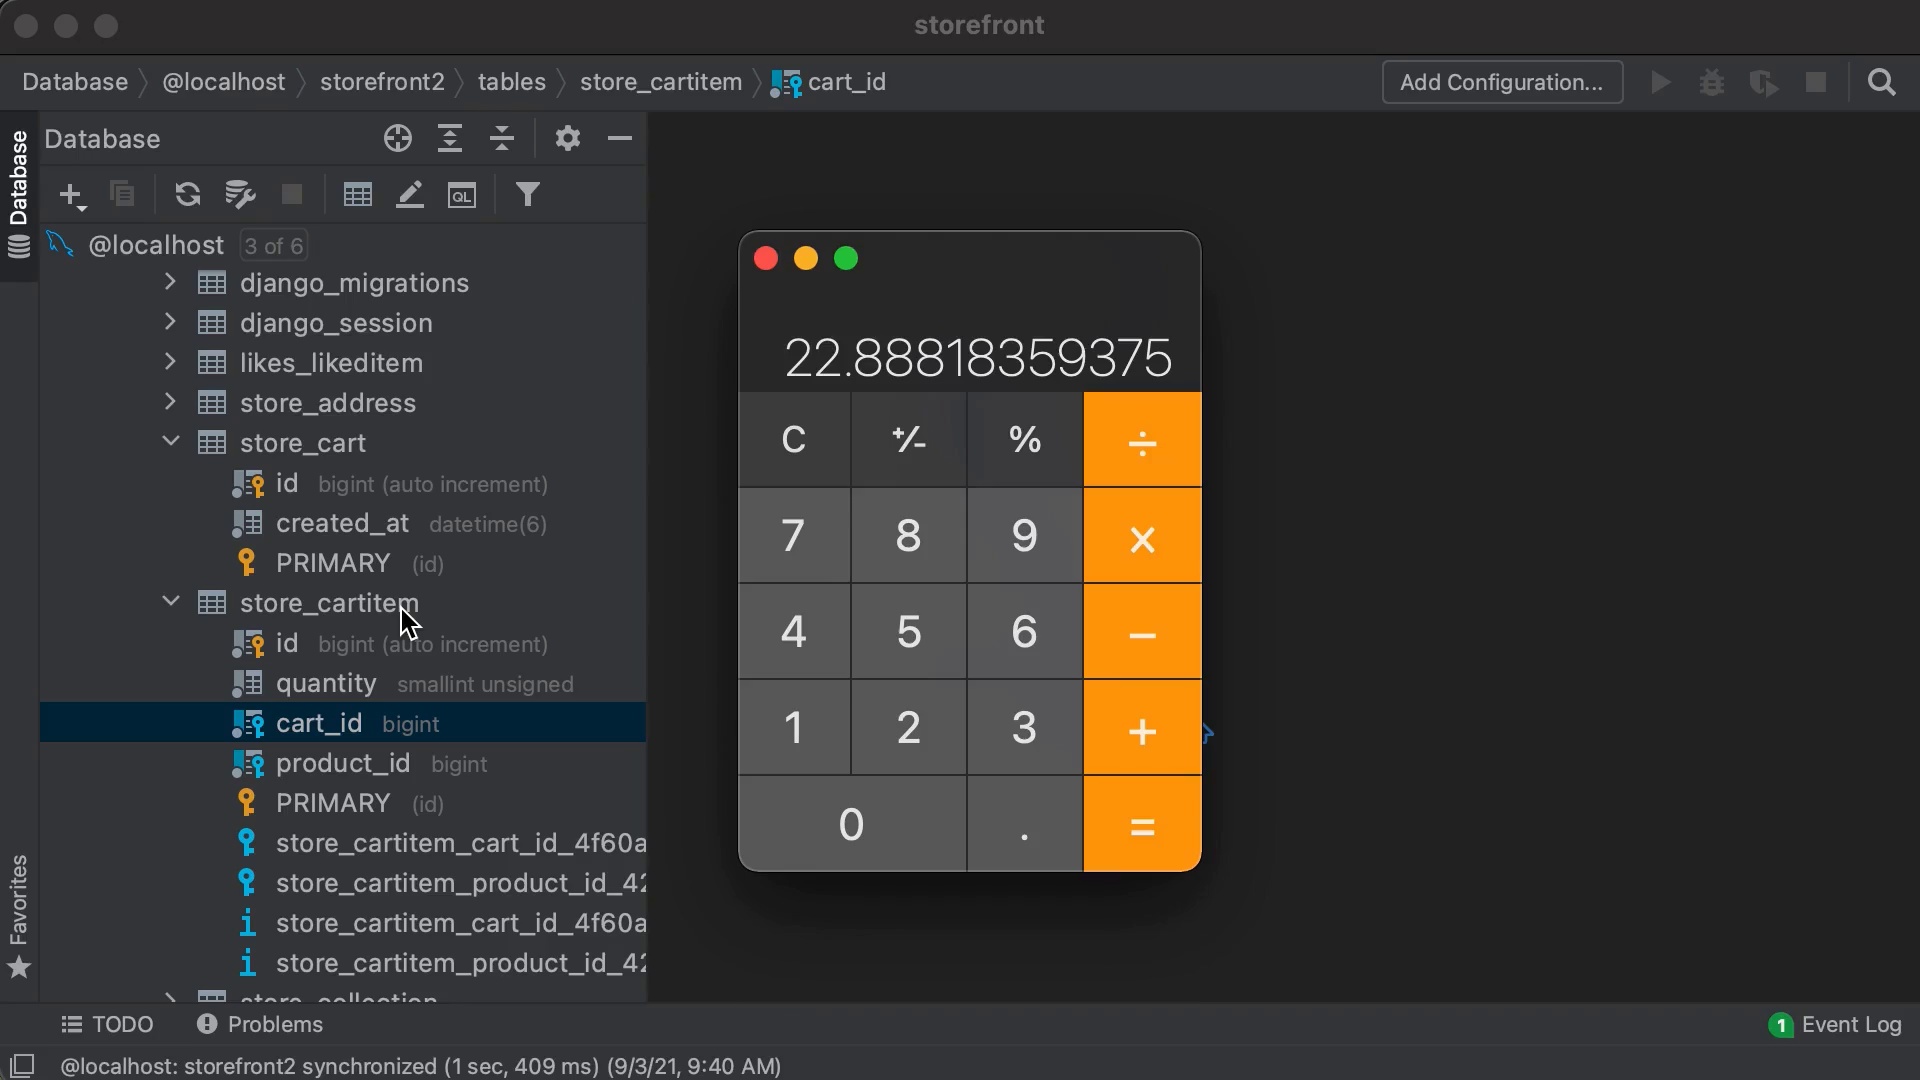 storefront
Database @localhost storefront2 tables store_cartitem cart_id
Add Configuration...
Database
Database
QL
@localhost 3 of 6
django_migrations
django_session
likes_likeditem
store_address
store_cart
id bigint (auto increment)
created_at datetime(6)
PRIMARY (id)
store_cartitem
id bigint (auto increment)
quantity smallint unsigned
cart_id bigint
product_id bigint
PRIMARY (id)
store_cartitem_cart_id_4f60a
store_cartitem_product_id_42
store_cartitem_cart_id_4f60a
store_cartitem_product_id_42
store_collection
Favorites
22.88818359375
C ⁺∕₋ % ÷
7 8 9 ×
4 5 6 −
1 2 3 +
0 . =
TODO Problems
1 Event Log
@localhost: storefront2 synchronized (1 sec, 409 ms) (9/3/21, 9:40 AM)